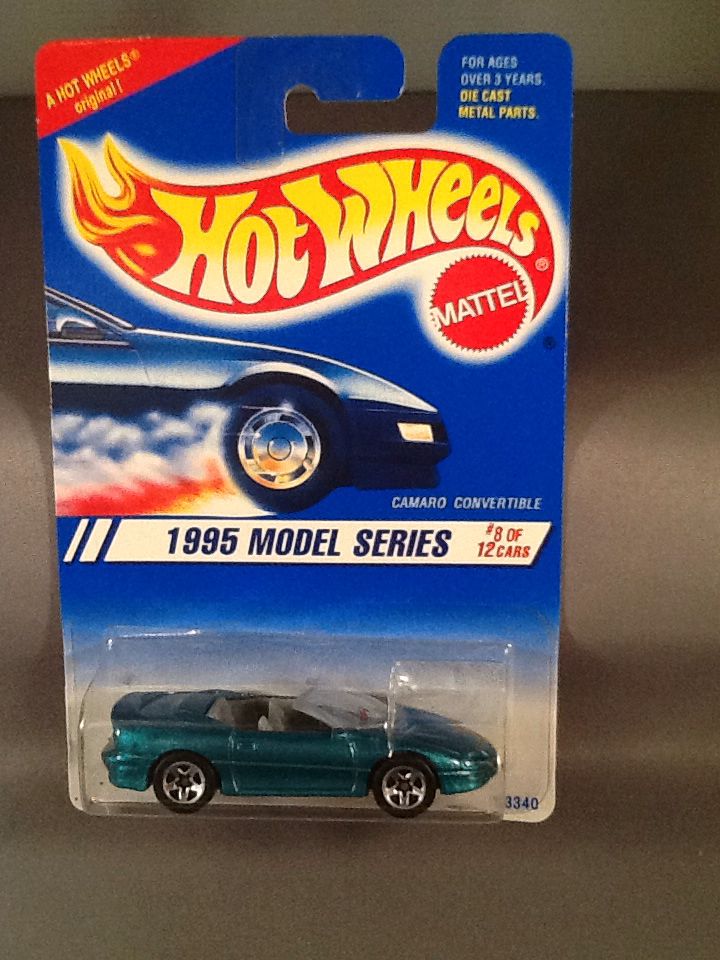 A HOT WHEELS®
original!
FOR AGES
OVER 3 YEARS.
DIE CAST
METAL PARTS.
HOT WHEELS®
MATTEL
®
CAMARO CONVERTIBLE
1995 MODEL SERIES
#8 OF
12 CARS
3340